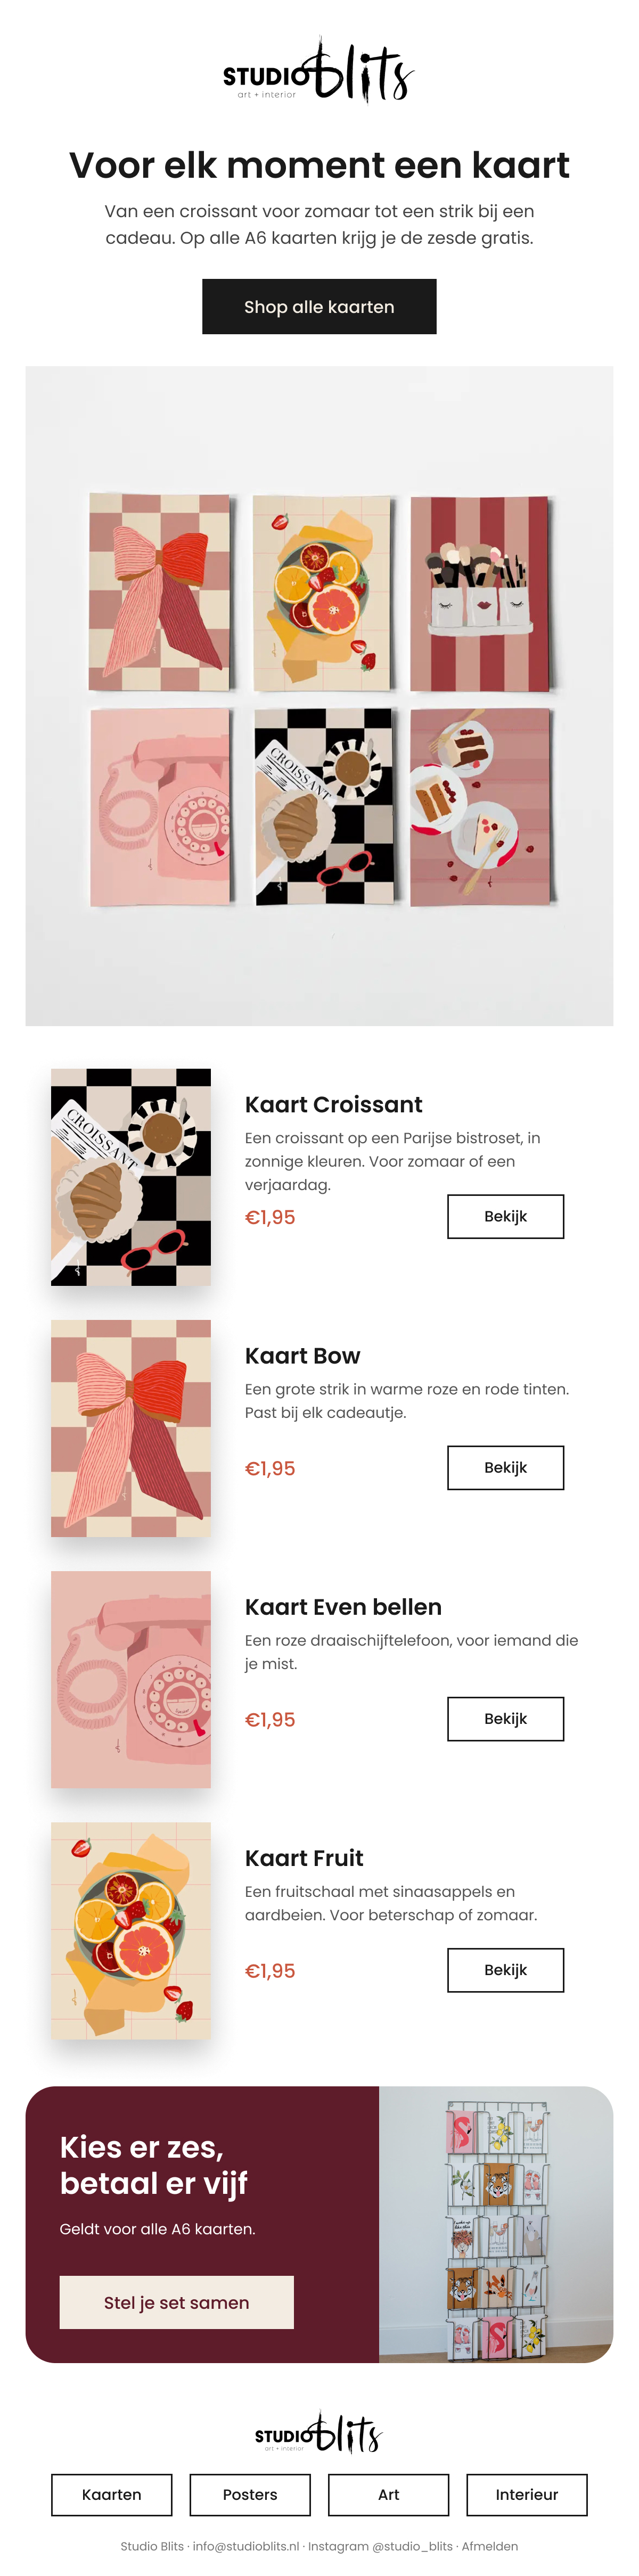 STUDIO blits
art + interior
Voor elk moment een kaart
Van een croissant voor zomaar tot een strik bij een
cadeau. Op alle A6 kaarten krijg je de zesde gratis.
Shop alle kaarten
CROISSANT
CROISSANT
Kaart Croissant
Een croissant op een Parijse bistroset, in
zonnige kleuren. Voor zomaar of een
verjaardag.
€1,95
Bekijk
Kaart Bow
Een grote strik in warme roze en rode tinten.
Past bij elk cadeautje.
€1,95
Bekijk
Kaart Even bellen
Een roze draaischijftelefoon, voor iemand die
je mist.
€1,95
Bekijk
Kaart Fruit
Een fruitschaal met sinaasappels en
aardbeien. Voor beterschap of zomaar.
€1,95
Bekijk
Kies er zes,
betaal er vijf
Geldt voor alle A6 kaarten.
Stel je set samen
STUDIO blits
art + interior
Kaarten
Posters
Art
Interieur
Studio Blits · info@studioblits.nl · Instagram @studio_blits · Afmelden